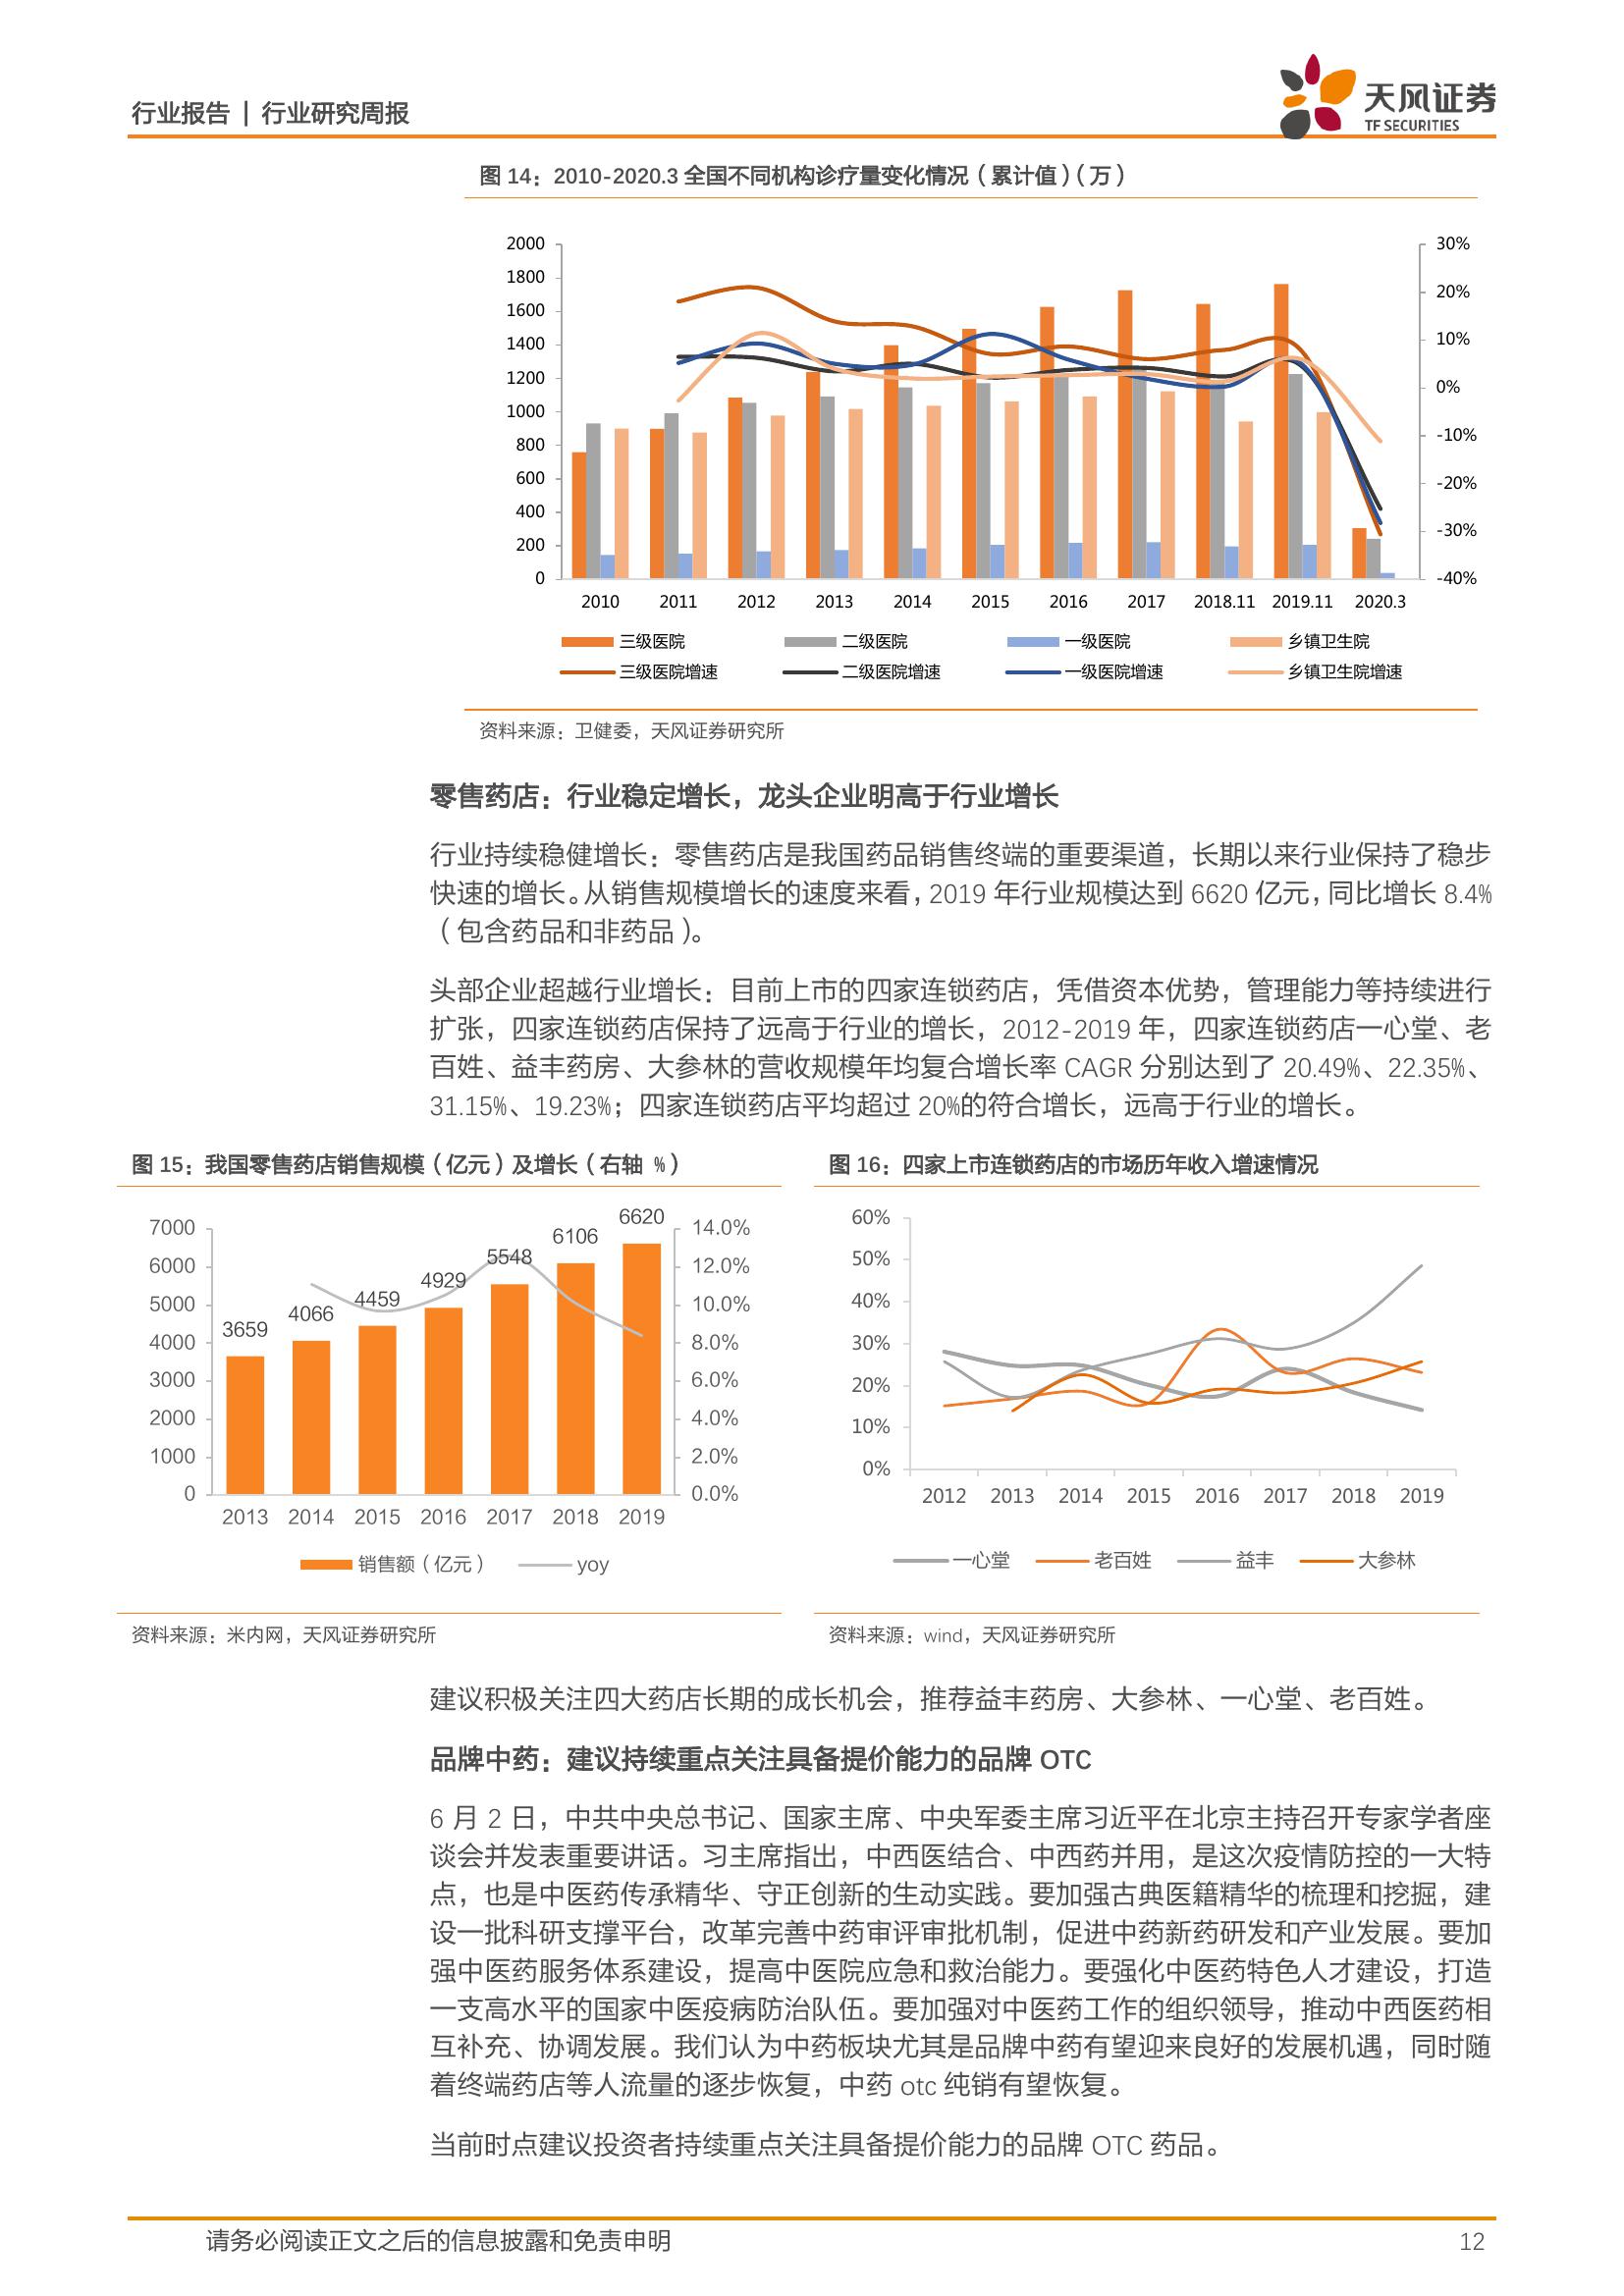 行业报告 | 行业研究周报
天风证券
TF SECURITIES
图 14：2010-2020.3 全国不同机构诊疗量变化情况（累计值）（万）
2000
1800
1600
1400
1200
1000
800
600
400
200
0
30%
20%
10%
0%
-10%
-20%
-30%
-40%
2010 2011 2012 2013 2014 2015 2016 2017 2018.11 2019.11 2020.3
三级医院 二级医院 一级医院 乡镇卫生院
三级医院增速 二级医院增速 一级医院增速 乡镇卫生院增速
资料来源：卫健委，天风证券研究所
零售药店：行业稳定增长，龙头企业明高于行业增长
行业持续稳健增长：零售药店是我国药品销售终端的重要渠道，长期以来行业保持了稳步
快速的增长。从销售规模增长的速度来看，2019 年行业规模达到 6620 亿元，同比增长 8.4%
（包含药品和非药品）。
头部企业超越行业增长：目前上市的四家连锁药店，凭借资本优势，管理能力等持续进行
扩张，四家连锁药店保持了远高于行业的增长，2012-2019 年，四家连锁药店一心堂、老
百姓、益丰药房、大参林的营收规模年均复合增长率 CAGR 分别达到了 20.49%、22.35%、
31.15%、19.23%；四家连锁药店平均超过 20%的符合增长，远高于行业的增长。
图 15：我国零售药店销售规模（亿元）及增长（右轴 %）
7000
6000
5000
4000
3000
2000
1000
0
3659 4066 4459 4929 5548 6106 6620
14.0%
12.0%
10.0%
8.0%
6.0%
4.0%
2.0%
0.0%
2013 2014 2015 2016 2017 2018 2019
销售额（亿元） yoy
资料来源：米内网，天风证券研究所
图 16：四家上市连锁药店的市场历年收入增速情况
60%
50%
40%
30%
20%
10%
0%
2012 2013 2014 2015 2016 2017 2018 2019
一心堂 老百姓 益丰 大参林
资料来源：wind，天风证券研究所
建议积极关注四大药店长期的成长机会，推荐益丰药房、大参林、一心堂、老百姓。
品牌中药：建议持续重点关注具备提价能力的品牌 OTC
6 月 2 日，中共中央总书记、国家主席、中央军委主席习近平在北京主持召开专家学者座
谈会并发表重要讲话。习主席指出，中西医结合、中西药并用，是这次疫情防控的一大特
点，也是中医药传承精华、守正创新的生动实践。要加强古典医籍精华的梳理和挖掘，建
设一批科研支撑平台，改革完善中药审评审批机制，促进中药新药研发和产业发展。要加
强中医药服务体系建设，提高中医院应急和救治能力。要强化中医药特色人才建设，打造
一支高水平的国家中医疫病防治队伍。要加强对中医药工作的组织领导，推动中西医药相
互补充、协调发展。我们认为中药板块尤其是品牌中药有望迎来良好的发展机遇，同时随
着终端药店等人流量的逐步恢复，中药 otc 纯销有望恢复。
当前时点建议投资者持续重点关注具备提价能力的品牌 OTC 药品。
请务必阅读正文之后的信息披露和免责申明
12